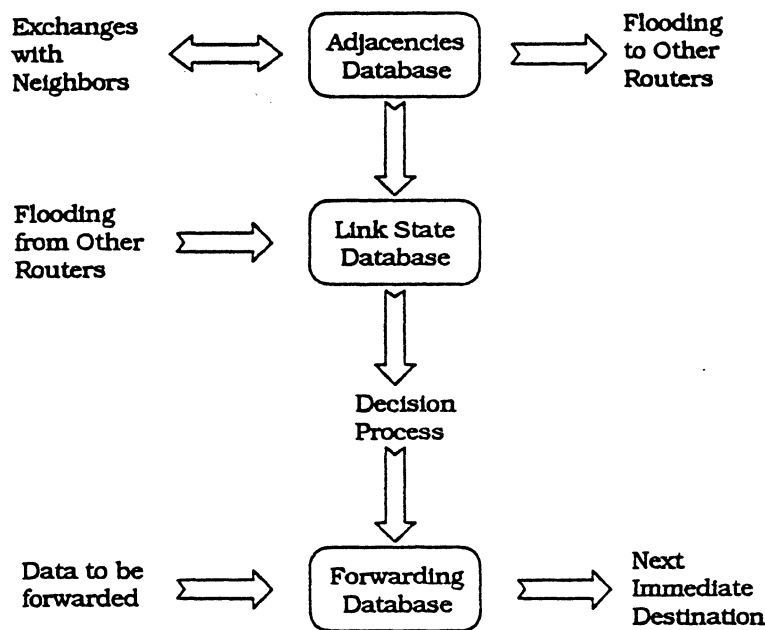 Exchanges
with
Neighbors
Adjacencies
Database
Flooding
to Other
Routers
Flooding
from Other
Routers
Link State
Database
Decision
Process
Data to be
forwarded
Forwarding
Database
Next
Immediate
Destination